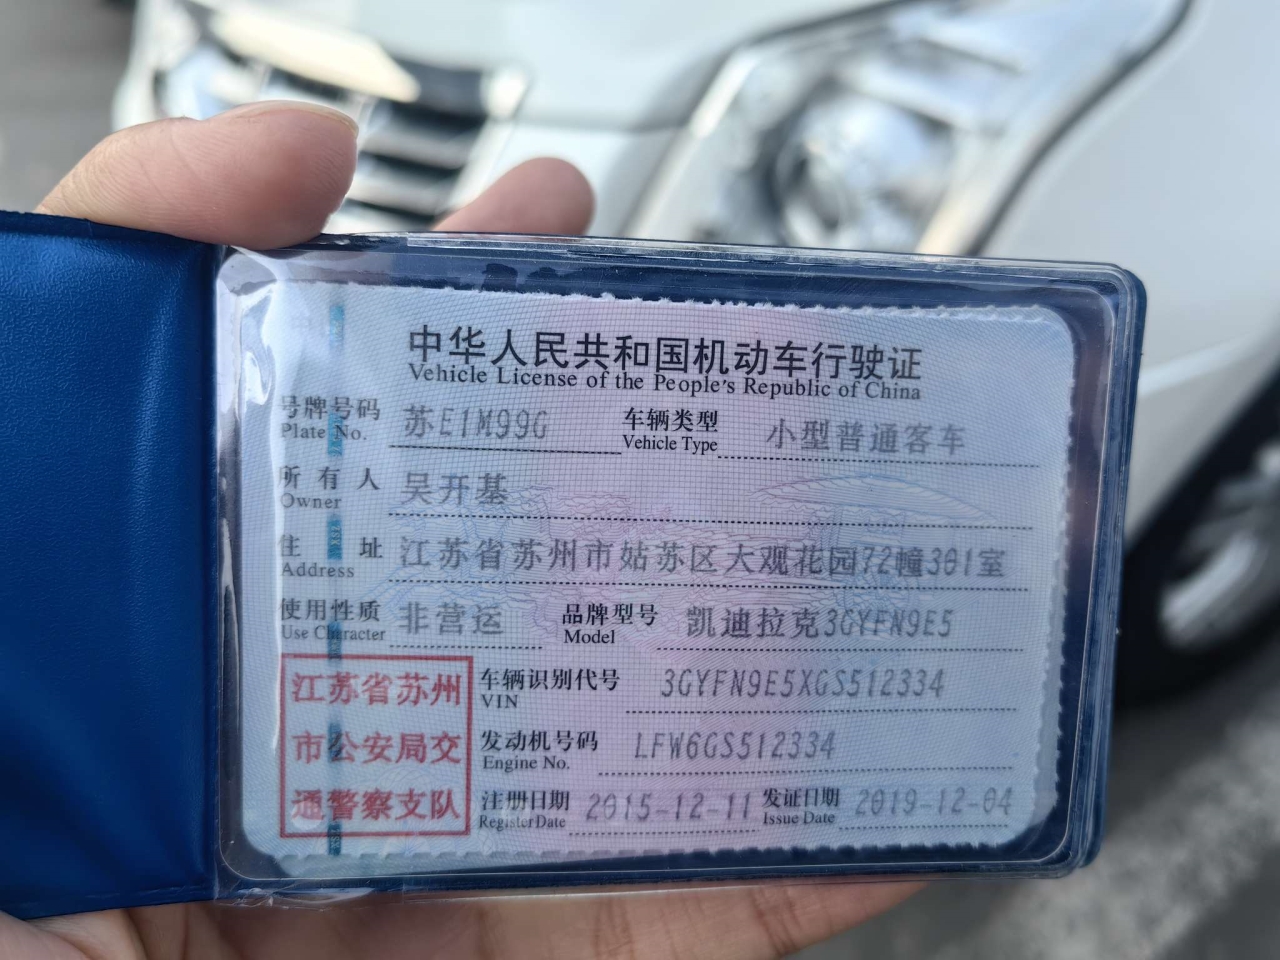 中华人民共和国机动车行驶证
Vehicle License of the People's Republic of China
号牌号码 苏E1M99G 车辆类型 小型普通客车
Plate No. Vehicle Type
所有人 吴开基
Owner
住址 江苏省苏州市姑苏区大观花园72幢301室
Address
使用性质 非营运 品牌型号 凯迪拉克3GYFN9E5
Use Character Model
江苏省苏州 车辆识别代号 3GYFN9E5XGS512334
VIN
市公安局交 发动机号码 LFW6GS512334
Engine No.
通警察支队 注册日期 2015-12-11 发证日期 2019-12-04
Register Date Issue Date